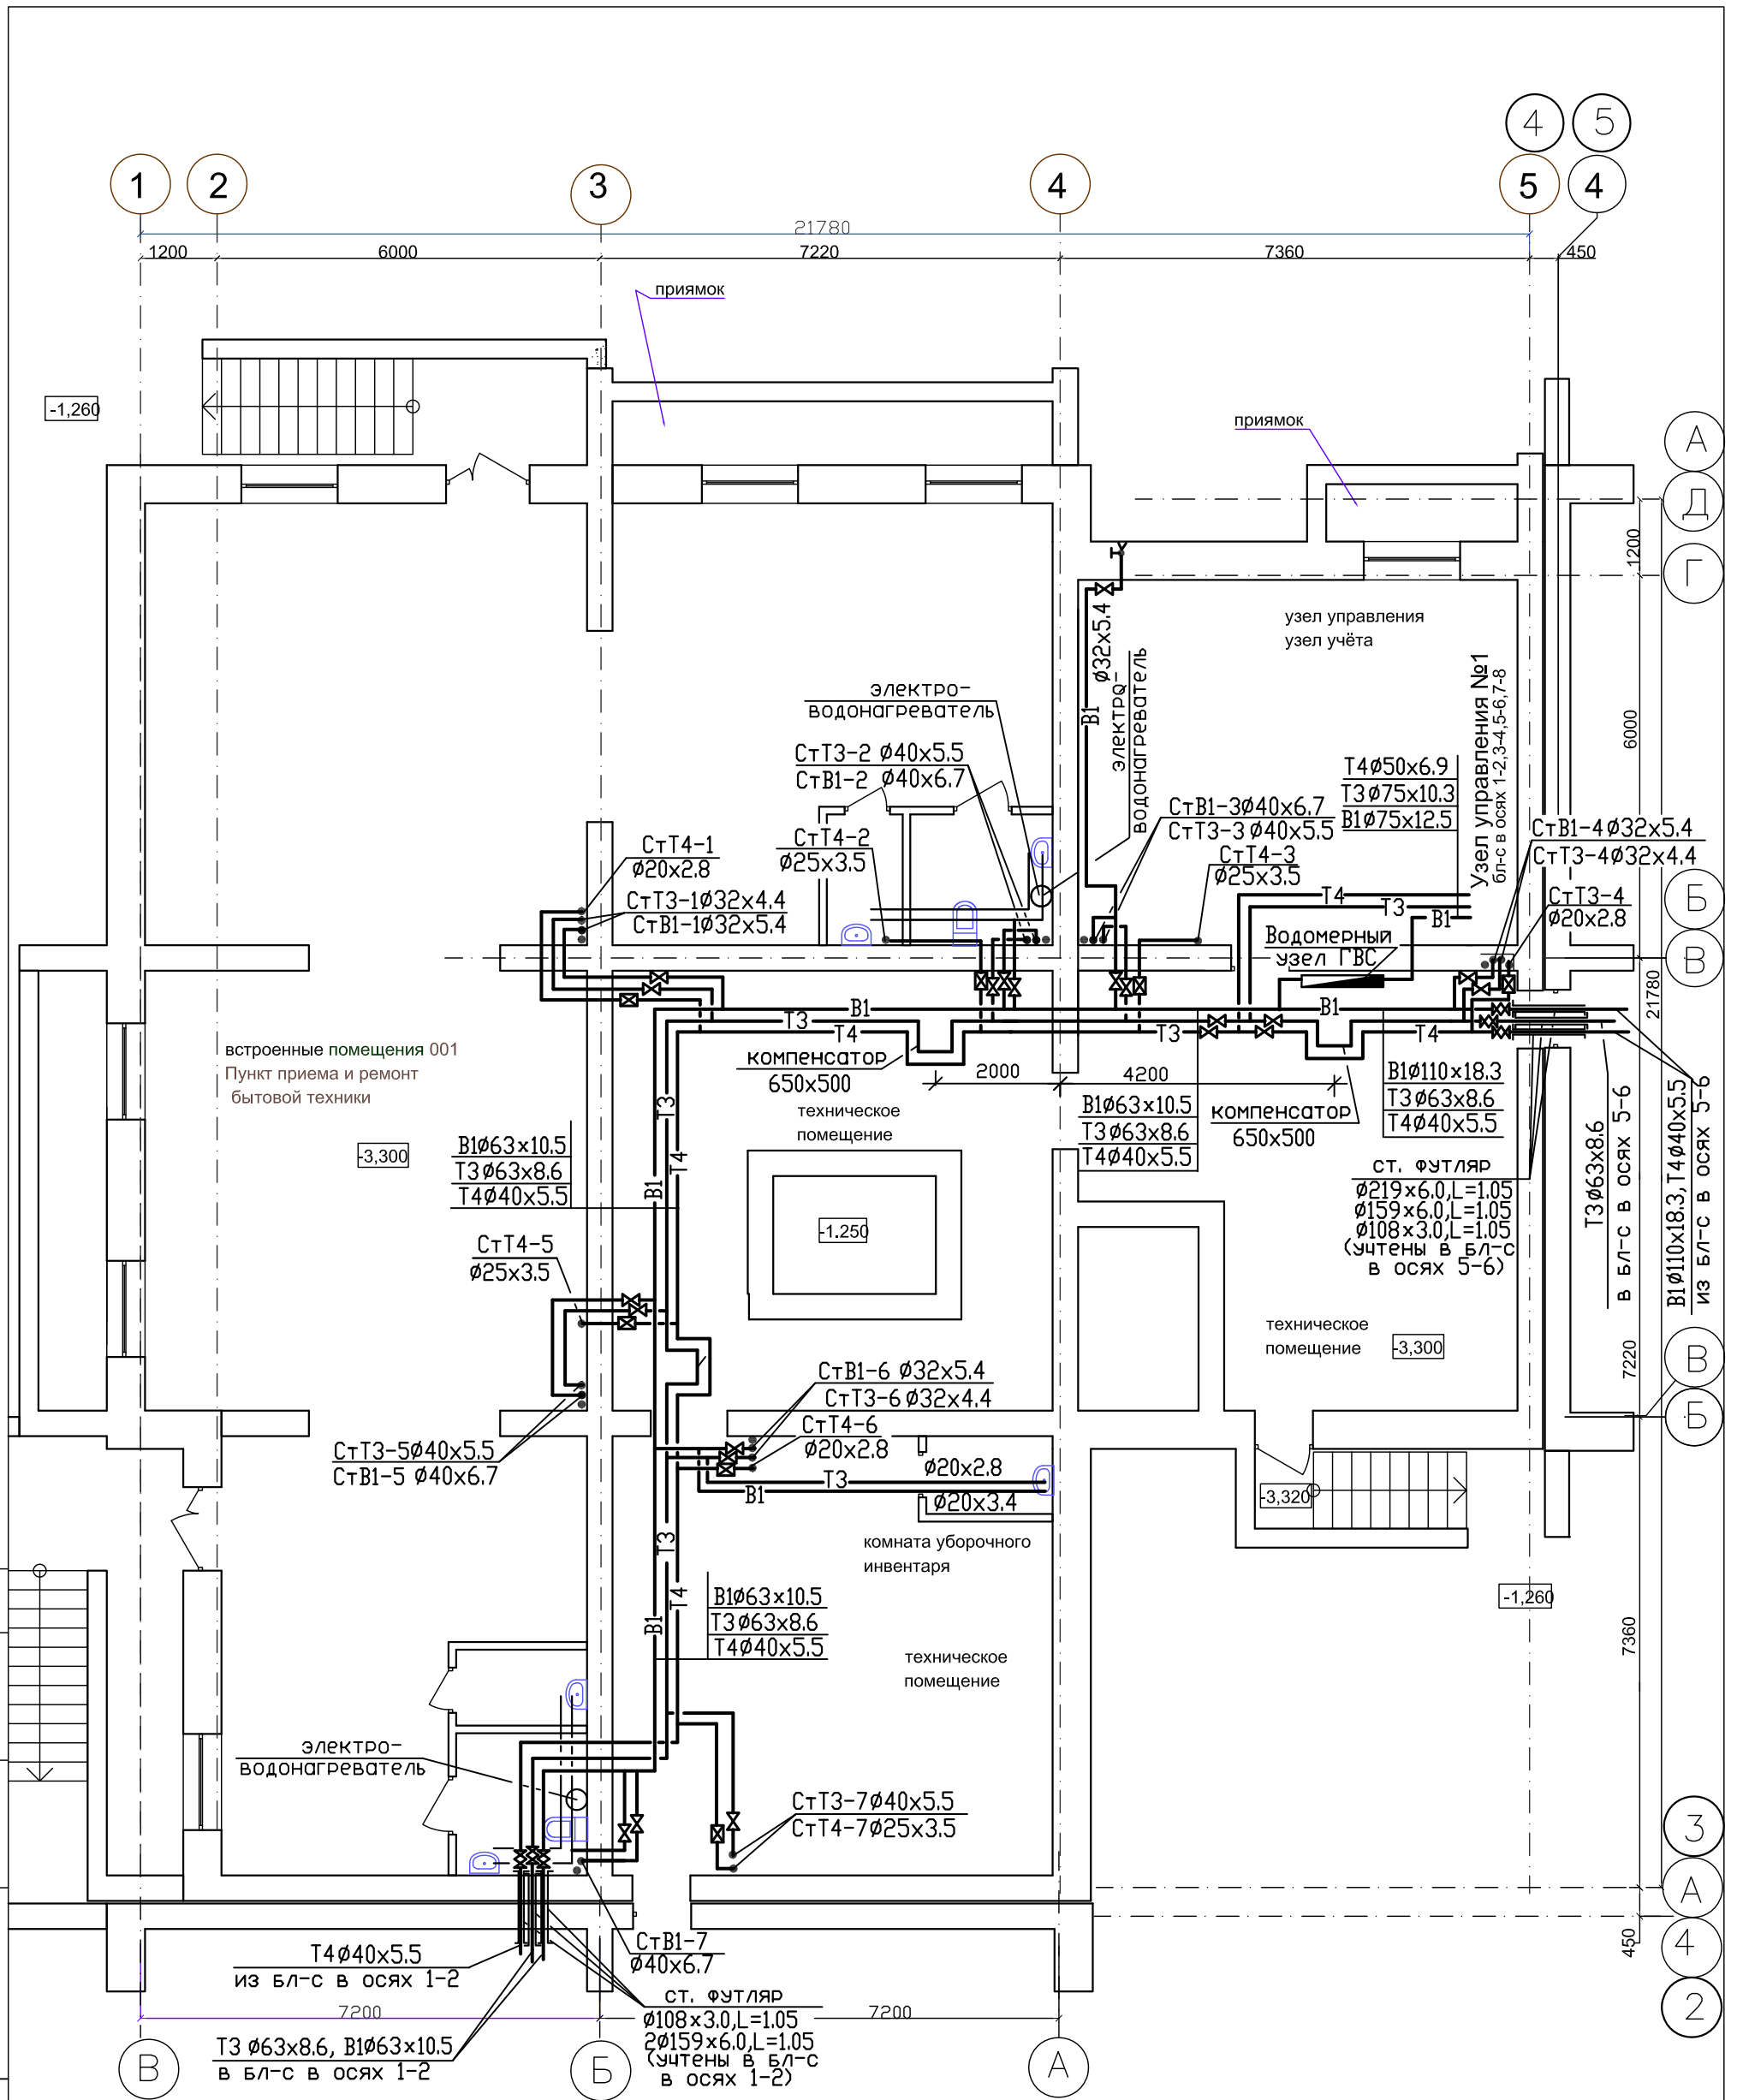 4 5
1 2 3 4 5 4
21780
1200 6000 7220 7360 450
приямок
-1,260
приямок
А
Д
Г
1200
узел управления
узел учёта
ø32x5.4
В1
электро-
водонагреватель
электро-
водонагреватель
Узел управления №1
бл-с в осях 1-2,3-4,5-6,7-8
6000
СтТ3-2 ø40x5.5
СтВ1-2 ø40x6.7
Т4ø50x6.9
Т3ø75x10.3
В1ø75x12.5
СтВ1-3ø40x6.7
СтТ3-3ø40x5.5
СтВ1-4ø32x5.4
СтТ3-4ø32x4.4
СтТ4-1
ø20x2.8
СтТ4-2
ø25x3.5
СтТ4-3
ø25x3.5
СтТ3-4
ø20x2.8
СтТ3-1ø32x4.4
СтВ1-1ø32x5.4
Т4
Т3
В1
Б
В
Водомерный
узел ГВС
21780
В1
Т3
Т4
В1
Т3
Т4
встроенные помещения 001
Пункт приема и ремонт
бытовой техники
компенсатор
650x500
2000
4200
техническое
помещение
Т3
Т4
В1
В1ø63x10.5
Т3ø63x8.6
Т4ø40x5.5
компенсатор
650x500
В1ø110x18.3
Т3ø63x8.6
Т4ø40x5.5
-3,300
В1ø63x10.5
Т3ø63x8.6
Т4ø40x5.5
ст. футляр
ø219x6.0,L=1.05
ø159x6.0,L=1.05
ø108x3.0,L=1.05
(учтены в бл-с
в осях 5-6)
Т3ø63x8.6
в бл-с в осях 5-6
В1ø110x18.3,Т4ø40x5.5
из бл-с в осях 5-6
-1.250
СтТ4-5
ø25x3.5
техническое
помещение
-3,300
7220
В
Б
СтВ1-6 ø32x5.4
СтТ3-6 ø32x4.4
СтТ4-6
ø20x2.8
СтТ3-5ø40x5.5
СтВ1-5 ø40x6.7
ø20x2.8
Т3
В1
ø20x3.4
-3,320
комната уборочного
инвентаря
Т3
Т4
В1
В1ø63x10.5
Т3ø63x8.6
Т4ø40x5.5
-1,260
7360
техническое
помещение
электро-
водонагреватель
СтТ3-7ø40x5.5
СтТ4-7ø25x3.5
3
А
4
2
450
СтВ1-7
ø40x6.7
Т4ø40x5.5
из бл-с в осях 1-2
ст. футляр
ø108x3.0,L=1.05
2ø159x6.0,L=1.05
(учтены в бл-с
в осях 1-2)
7200
7200
Т3 ø63x8.6, В1ø63x10.5
в бл-с в осях 1-2
В Б А